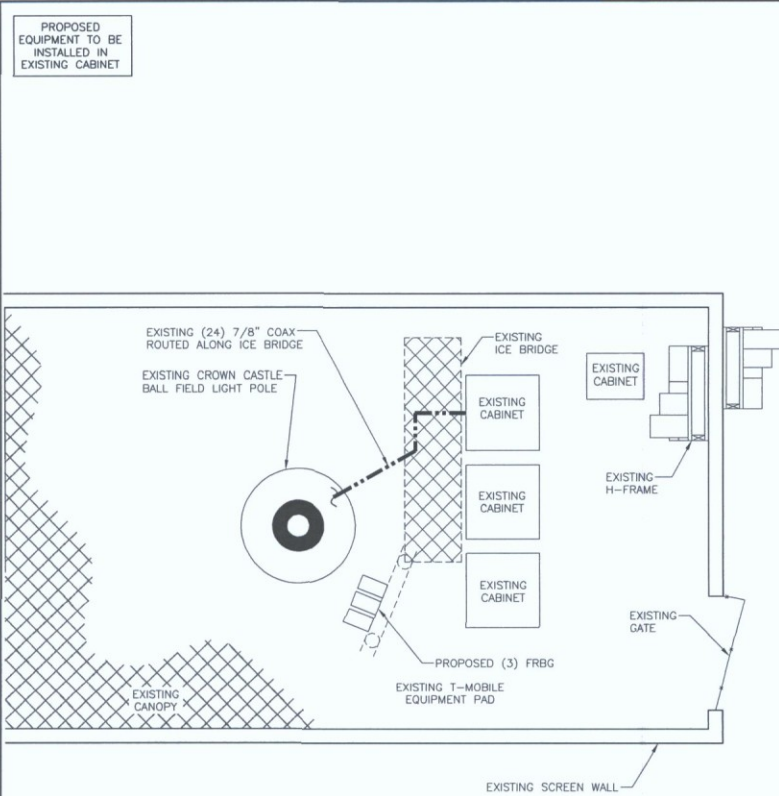 PROPOSED
EQUIPMENT TO BE
INSTALLED IN
EXISTING CABINET
EXISTING (24) 7/8" COAX
ROUTED ALONG ICE BRIDGE
EXISTING
ICE BRIDGE
EXISTING CROWN CASTLE
BALL FIELD LIGHT POLE
EXISTING
CABINET
EXISTING
CABINET
EXISTING
H-FRAME
EXISTING
CABINET
EXISTING
CABINET
EXISTING
GATE
PROPOSED (3) FRBG
EXISTING T-MOBILE
EQUIPMENT PAD
EXISTING
CANOPY
EXISTING SCREEN WALL